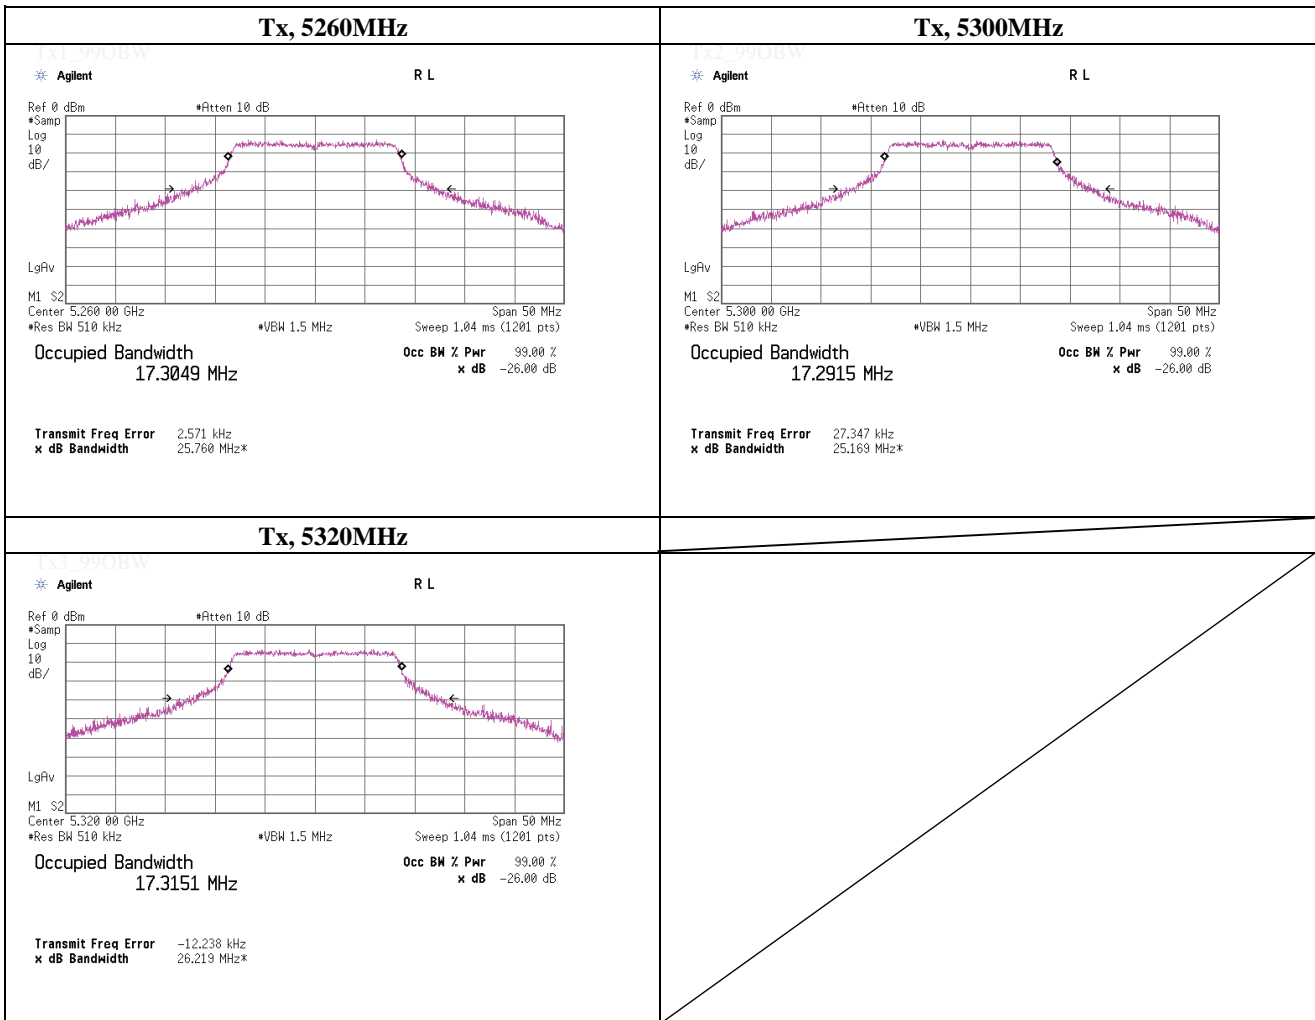 Tx, 5260MHz
Tx1_99OBW
Agilent
R L
Ref 0 dBm
#Atten 10 dB
#Samp
Log
10
dB/
LgAv
M1 S2
Center 5.260 00 GHz
Span 50 MHz
#Res BW 510 kHz
#VBW 1.5 MHz
Sweep 1.04 ms (1201 pts)
Occupied Bandwidth
17.3049 MHz
Occ BW % Pwr 99.00 %
x dB -26.00 dB
Transmit Freq Error 2.571 kHz
x dB Bandwidth 25.760 MHz*
Tx, 5300MHz
Tx2_99OBW
Agilent
R L
Ref 0 dBm
#Atten 10 dB
#Samp
Log
10
dB/
LgAv
M1 S2
Center 5.300 00 GHz
Span 50 MHz
#Res BW 510 kHz
#VBW 1.5 MHz
Sweep 1.04 ms (1201 pts)
Occupied Bandwidth
17.2915 MHz
Occ BW % Pwr 99.00 %
x dB -26.00 dB
Transmit Freq Error 27.347 kHz
x dB Bandwidth 25.169 MHz*
Tx, 5320MHz
Tx3_99OBW
Agilent
R L
Ref 0 dBm
#Atten 10 dB
#Samp
Log
10
dB/
LgAv
M1 S2
Center 5.320 00 GHz
Span 50 MHz
#Res BW 510 kHz
#VBW 1.5 MHz
Sweep 1.04 ms (1201 pts)
Occupied Bandwidth
17.3151 MHz
Occ BW % Pwr 99.00 %
x dB -26.00 dB
Transmit Freq Error -12.238 kHz
x dB Bandwidth 26.219 MHz*